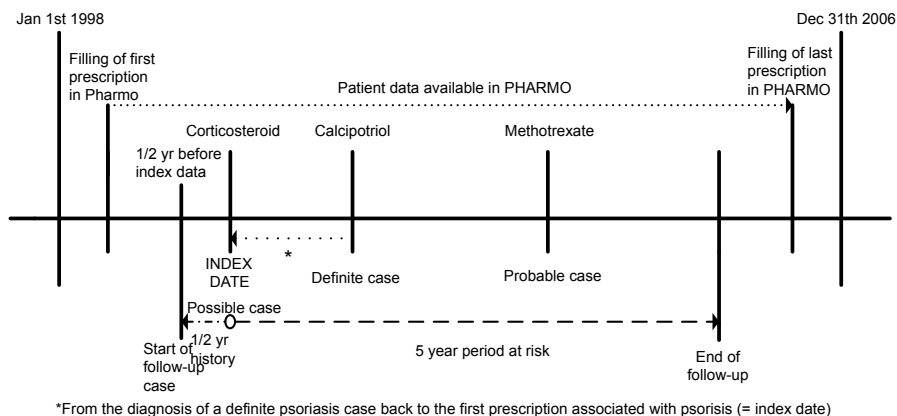 Jan 1st 1998
Dec 31th 2006
Filling of first
prescription
in Pharmo
Filling of last
prescription
in PHARMO
Patient data available in PHARMO
Corticosteroid
Calcipotriol
Methotrexate
1/2 yr before
index data
*
INDEX
DATE
Definite case
Probable case
Possible case
1/2 yr
history
Start of
follow-up
case
5 year period at risk
End of
follow-up
*From the diagnosis of a definite psoriasis case back to the first prescription associated with psorisis (= index date)